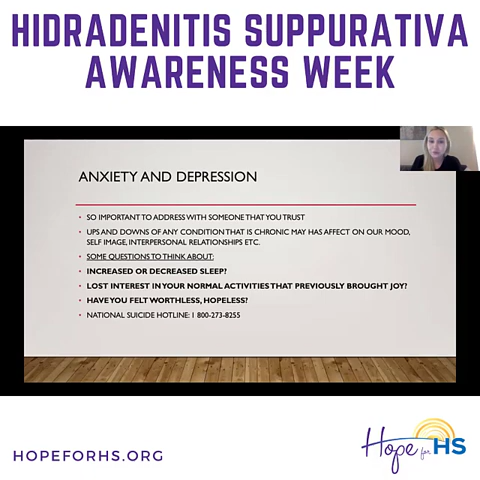 HIDRADENITIS SUPPURATIVA
AWARENESS WEEK
ANXIETY AND DEPRESSION
• SO IMPORTANT TO ADDRESS WITH SOMEONE THAT YOU TRUST
• UPS AND DOWNS OF ANY CONDITION THAT IS CHRONIC MAY HAS AFFECT ON OUR MOOD,
SELF IMAGE, INTERPERSONAL RELATIONSHIPS ETC.
• SOME QUESTIONS TO THINK ABOUT:
• INCREASED OR DECREASED SLEEP?
• LOST INTEREST IN YOUR NORMAL ACTIVITIES THAT PREVIOUSLY BROUGHT JOY?
• HAVE YOU FELT WORTHLESS, HOPELESS?
• NATIONAL SUICIDE HOTLINE: 1 800-273-8255
HOPEFORHS.ORG
Hope for HS